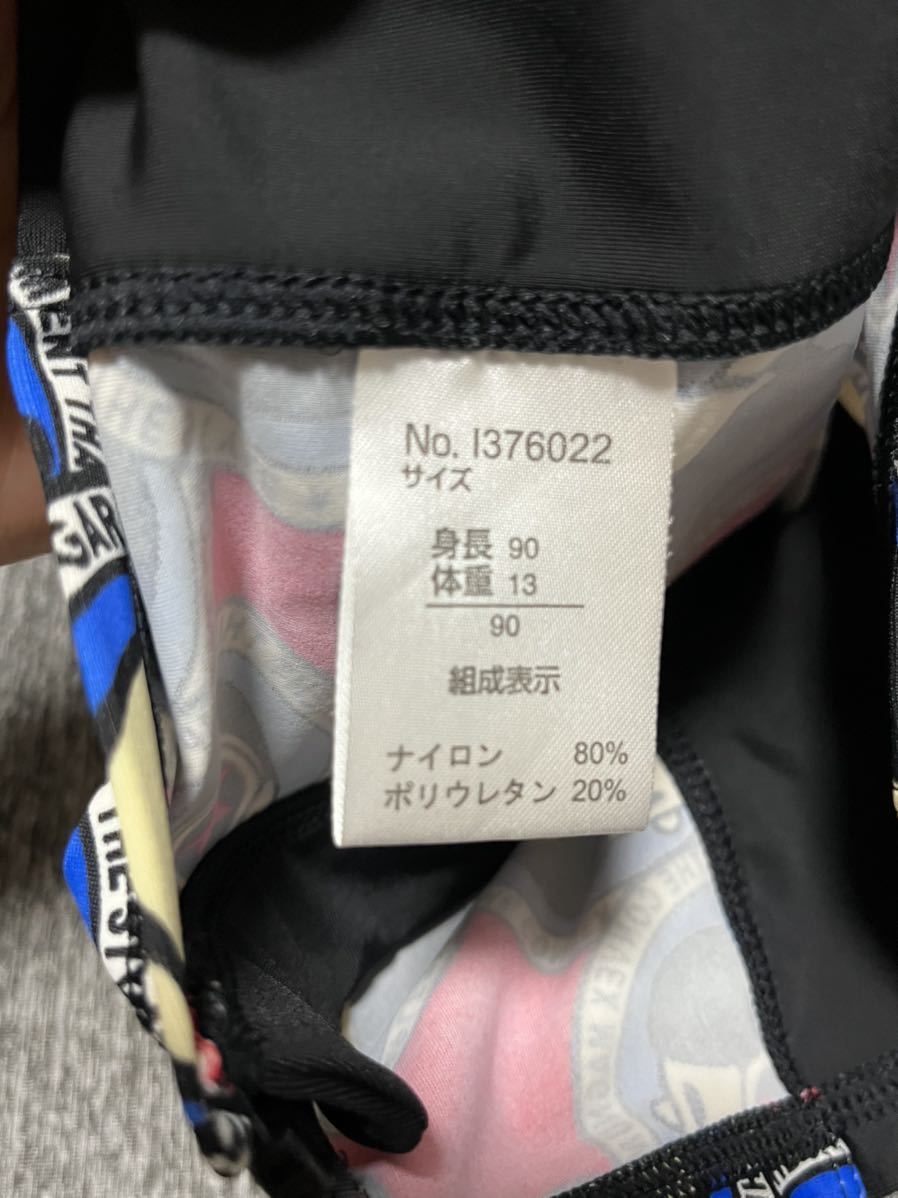 No. I376022
サイズ
身長 90
体重 13
90
組成表示
ナイロン 80%
ポリウレタン 20%
THE